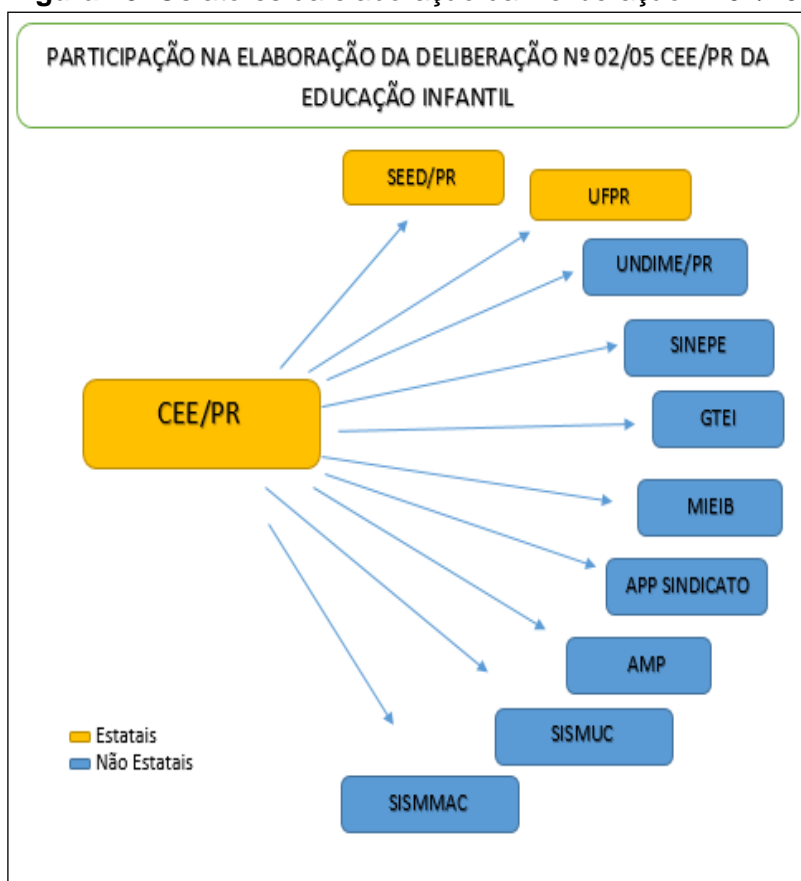 PARTICIPAÇÃO NA ELABORAÇÃO DA DELIBERAÇÃO Nº 02/05 CEE/PR DA
EDUCAÇÃO INFANTIL
SEED/PR
UFPR
UNDIME/PR
SINEPE
CEE/PR
GTEI
MIEIB
APP SINDICATO
AMP
SISMUC
SISMMAC
Estatais
Não Estatais